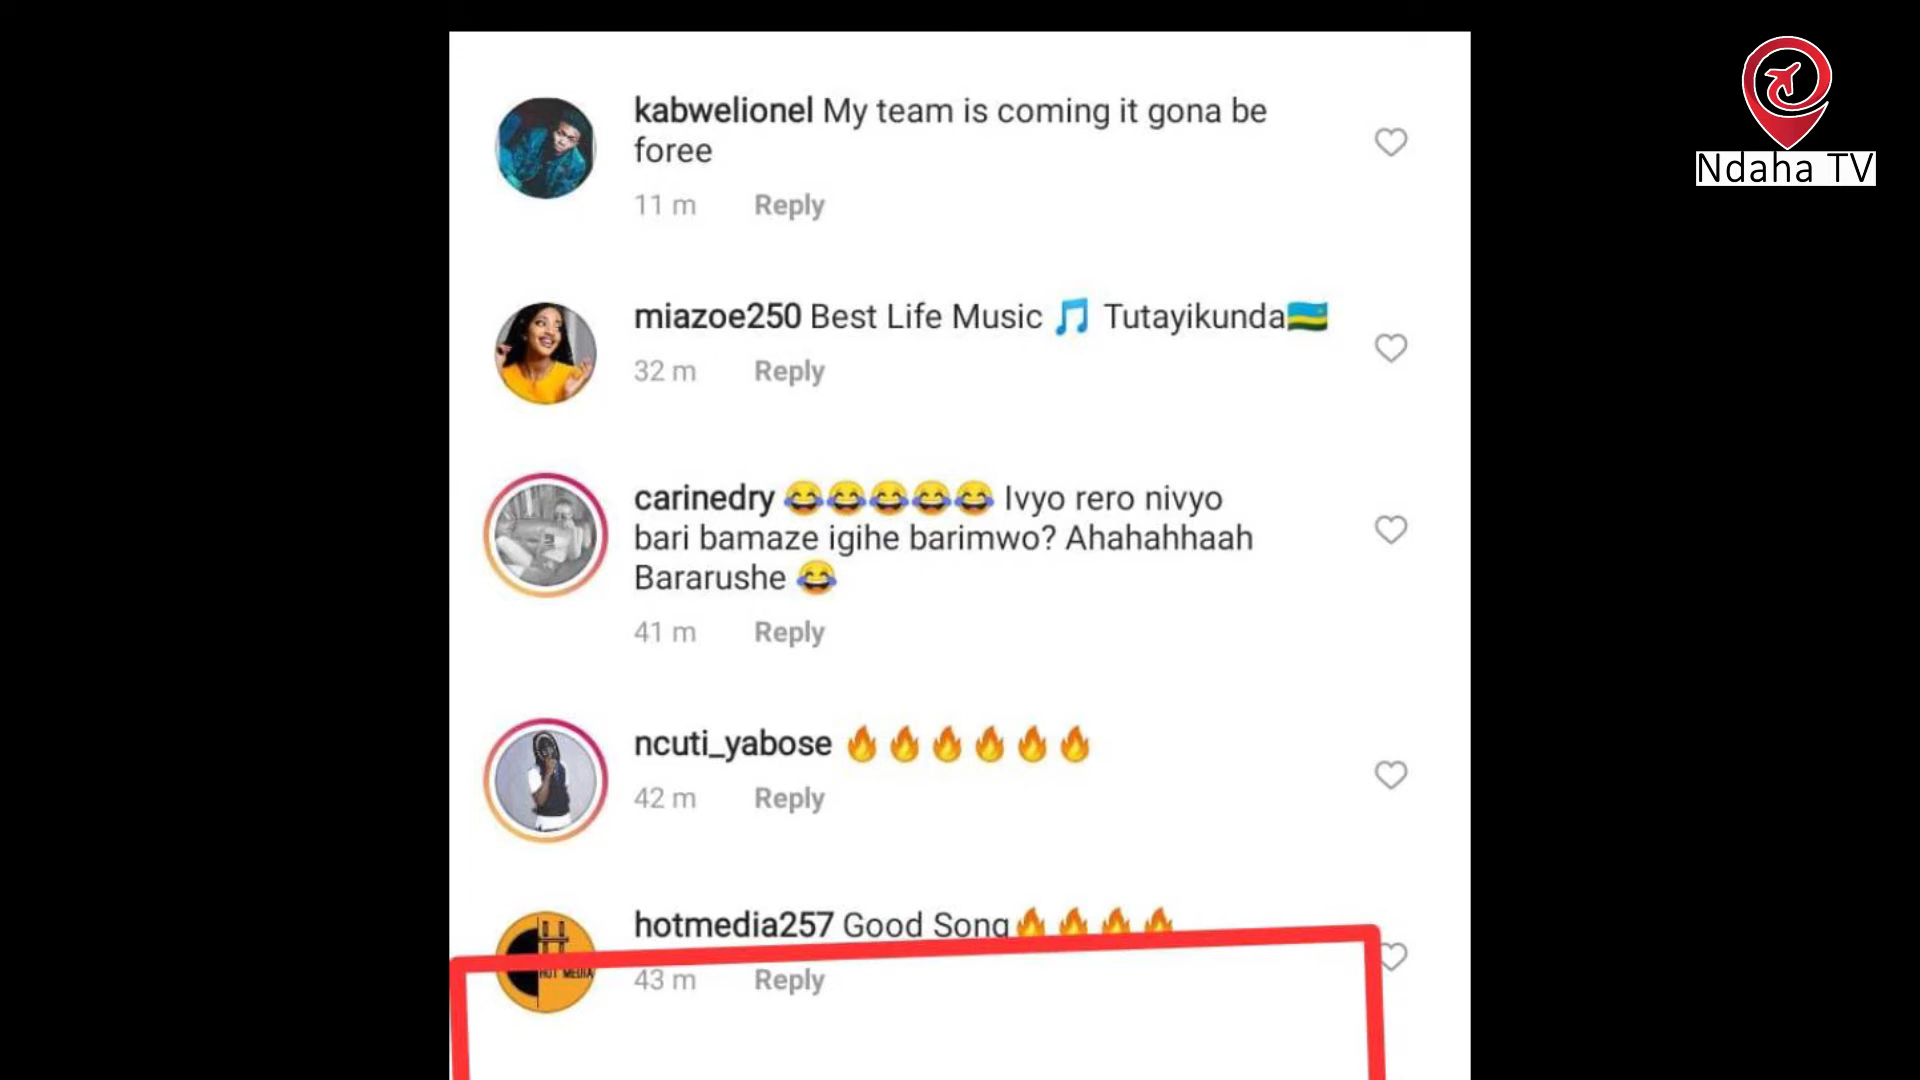 kabwelionel My team is coming it gona be
foree
11 m Reply
miazoe250 Best Life Music 🎵 Tutayikunda🇷🇼
32 m Reply
carinedry 😂😂😂😂😂 Ivyo rero nivyo
bari bamaze igihe barimwo? Ahahahhaah
Bararushe 😂
41 m Reply
ncuti_yabose 🔥🔥🔥🔥🔥🔥
42 m Reply
hotmedia257 Good Song🔥🔥🔥🔥
HOT MEDIA
43 m Reply
Ndaha TV